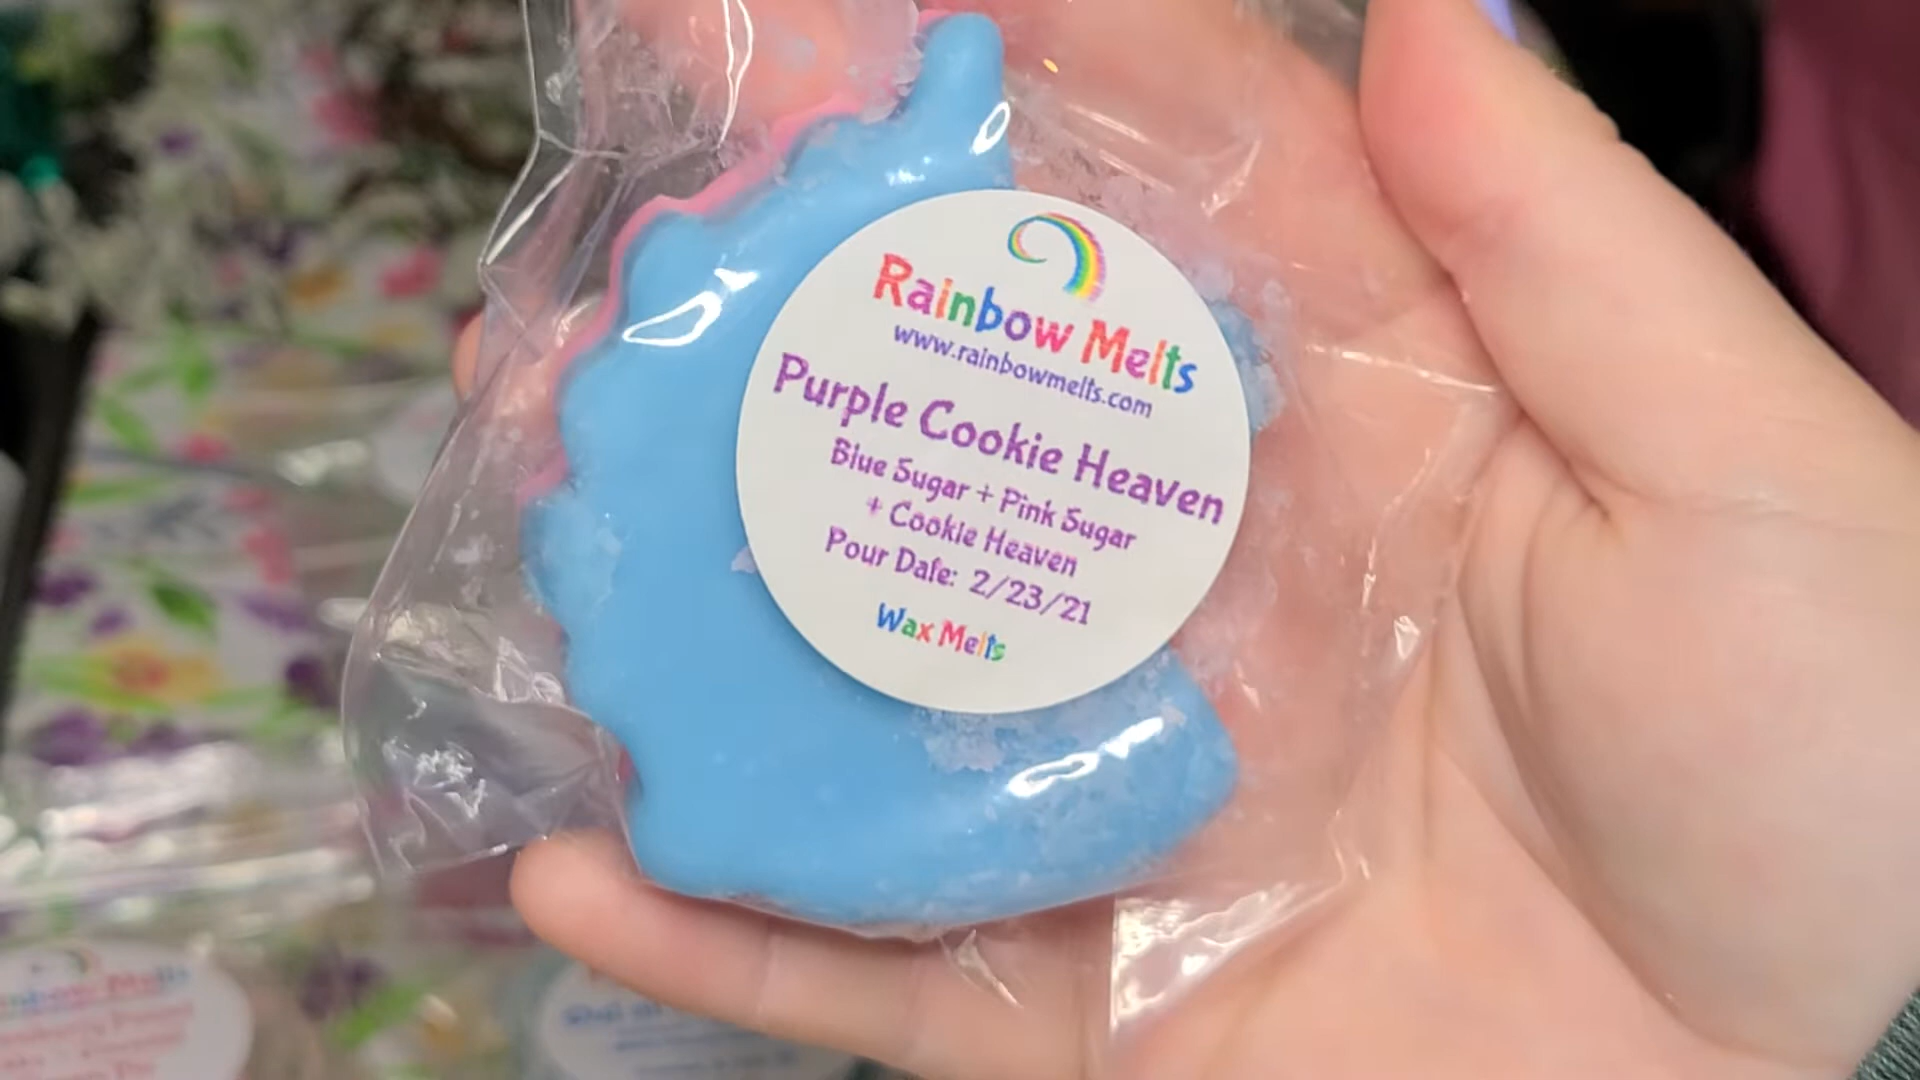 Rainbow Melts
www.rainbowmelts.com
Purple Cookie Heaven
Blue Sugar + Pink Sugar
+ Cookie Heaven
Pour Date: 2/23/21
Wax Melts